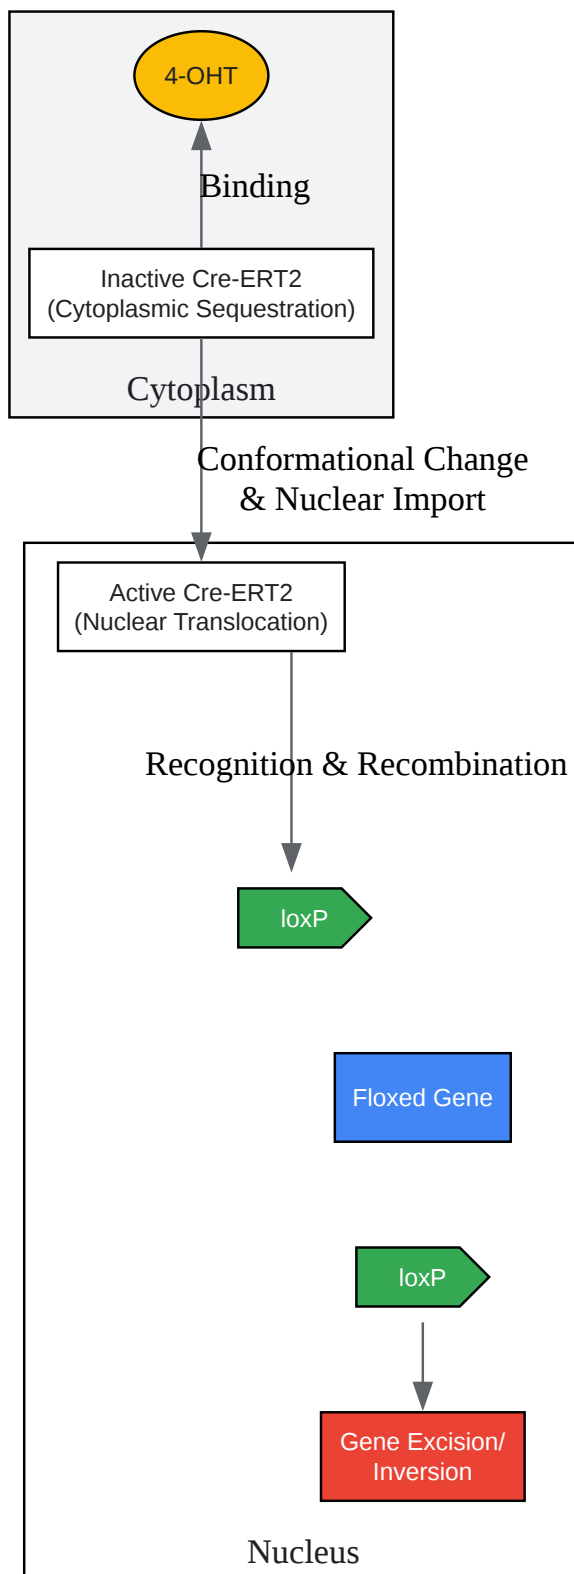 4-OHT
Binding
Inactive Cre-ERT2
(Cytoplasmic Sequestration)
Cytoplasm
Conformational Change
& Nuclear Import
Active Cre-ERT2
(Nuclear Translocation)
Recognition & Recombination
loxP
Floxed Gene
loxP
Gene Excision/
Inversion
Nucleus